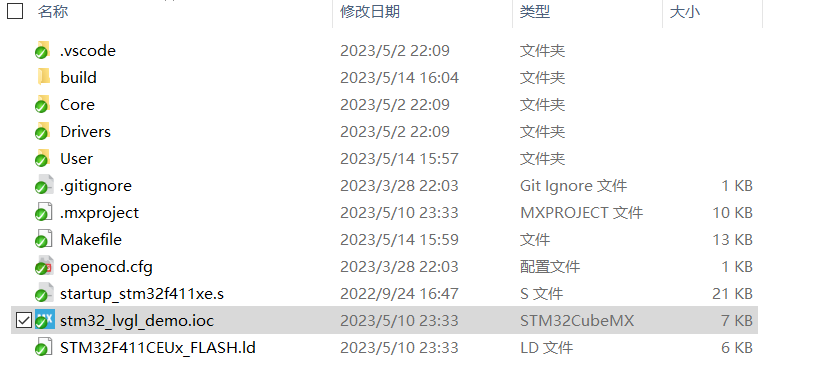 名称 修改日期 类型 大小
.vscode 2023/5/2 22:09 文件夹
build 2023/5/14 16:04 文件夹
Core 2023/5/2 22:09 文件夹
Drivers 2023/5/2 22:09 文件夹
User 2023/5/14 15:57 文件夹
.gitignore 2023/3/28 22:03 Git Ignore 文件 1 KB
.mxproject 2023/5/10 23:33 MXPROJECT 文件 10 KB
Makefile 2023/5/14 15:59 文件 13 KB
openocd.cfg 2023/3/28 22:03 配置文件 1 KB
startup_stm32f411xe.s 2022/9/24 16:47 S 文件 21 KB
MX stm32_lvgl_demo.ioc 2023/5/10 23:33 STM32CubeMX 7 KB
STM32F411CEUx_FLASH.ld 2023/5/10 23:33 LD 文件 6 KB